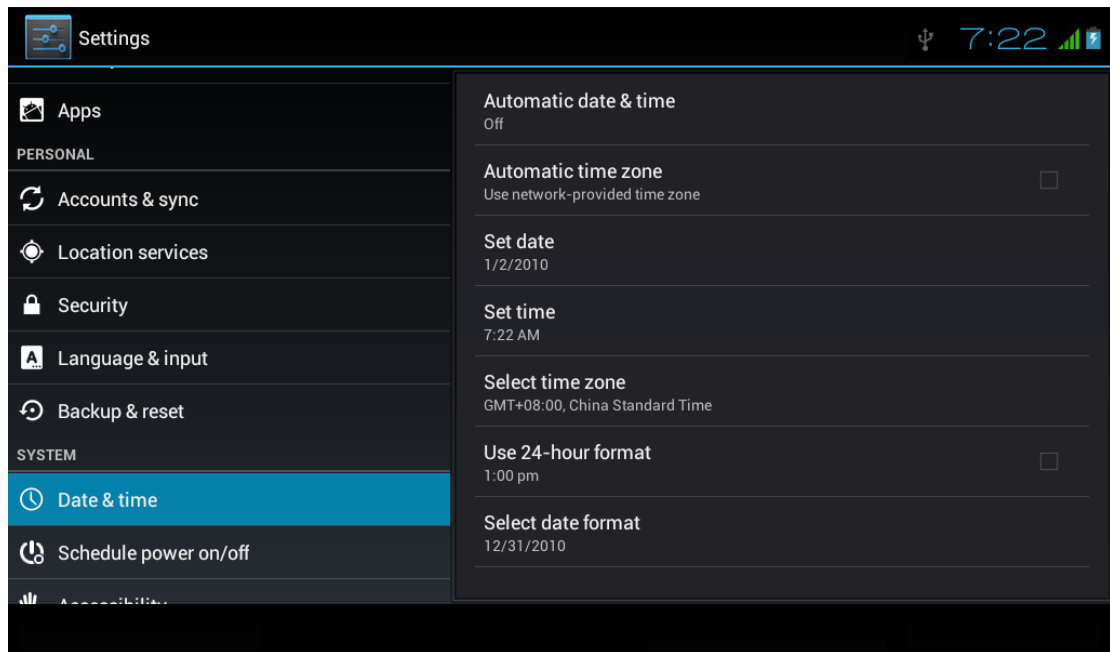 Settings
7:22
Apps
PERSONAL
Accounts & sync
Location services
Security
Language & input
Backup & reset
SYSTEM
Date & time
Schedule power on/off
Accessibility
Automatic date & time
Off
Automatic time zone
Use network-provided time zone
Set date
1/2/2010
Set time
7:22 AM
Select time zone
GMT+08:00, China Standard Time
Use 24-hour format
1:00 pm
Select date format
12/31/2010